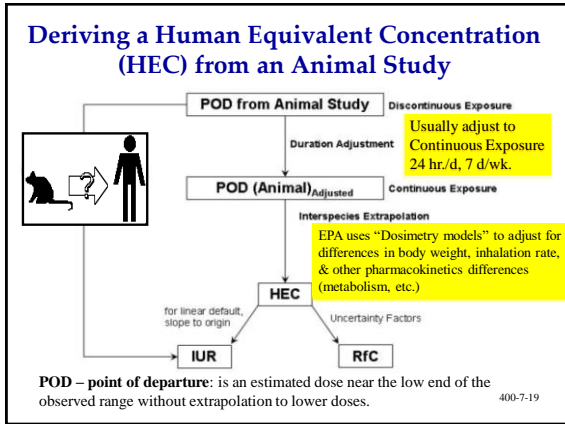 Deriving a Human Equivalent Concentration
(HEC) from an Animal Study
POD from Animal Study
Discontinuous Exposure
Usually adjust to
Continuous Exposure
24 hr./d, 7 d/wk.
Duration Adjustment
?
POD (Animal)Adjusted
Continuous Exposure
Interspecies Extrapolation
EPA uses “Dosimetry models” to adjust for
differences in body weight, inhalation rate,
& other pharmacokinetics differences
(metabolism, etc.)
HEC
for linear default,
slope to origin
Uncertainty Factors
IUR
RfC
POD – point of departure: is an estimated dose near the low end of the
observed range without extrapolation to lower doses.
400-7-19